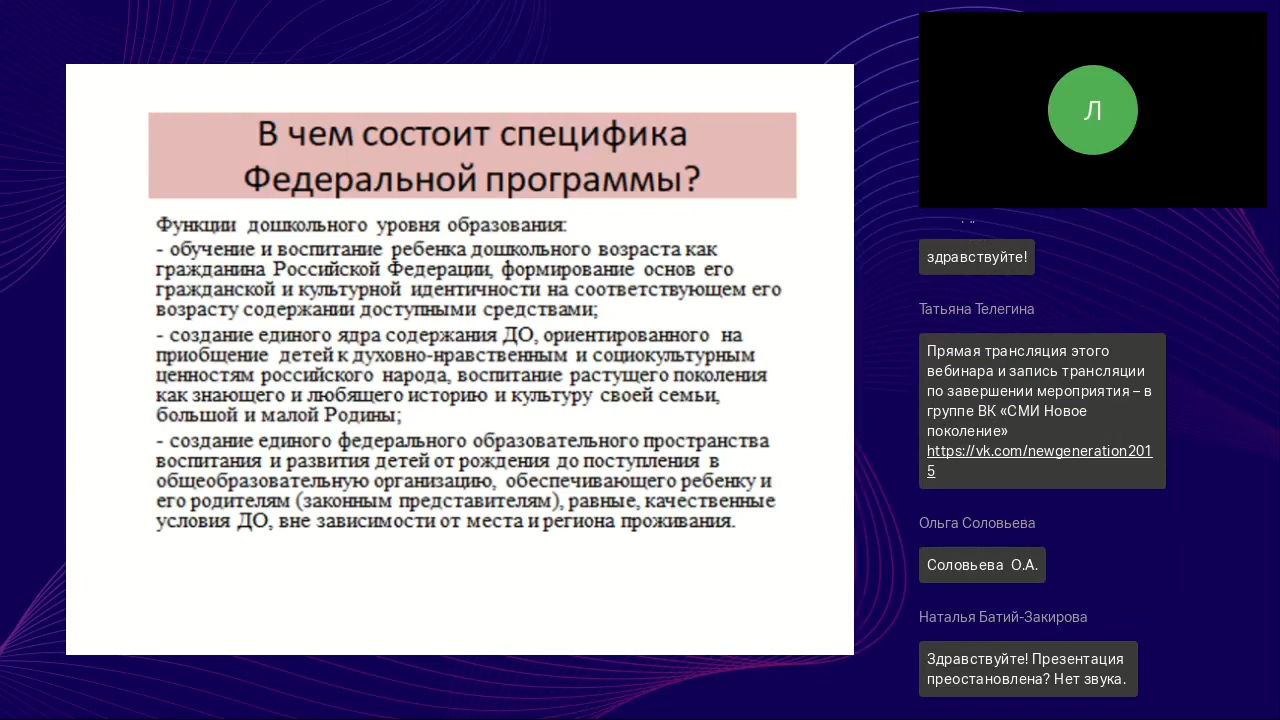 В чем состоит специфика
Федеральной программы?
Функции дошкольного уровня образования:
- обучение и воспитание ребенка дошкольного возраста как
гражданина Российской Федерации, формирование основ его
гражданской и культурной идентичности на соответствующем его
возрасту содержании доступными средствами;
- создание единого ядра содержания ДО, ориентированного на
приобщение детей к духовно-нравственным и социокультурным
ценностям российского народа, воспитание растущего поколения
как знающего и любящего историю и культуру своей семьи,
большой и малой Родины;
- создание единого федерального образовательного пространства
воспитания и развития детей от рождения до поступления в
общеобразовательную организацию, обеспечивающего ребенку и
его родителям (законным представителям), равные, качественные
условия ДО, вне зависимости от места и региона проживания.
Л
здравствуйте!
Татьяна Телегина
Прямая трансляция этого
вебинара и запись трансляции
по завершении мероприятия – в
группе ВК «СМИ Новое
поколение»
https://vk.com/newgeneration201
5
Ольга Соловьева
Соловьева О.А.
Наталья Батий-Закирова
Здравствуйте! Презентация
преостановлена? Нет звука.